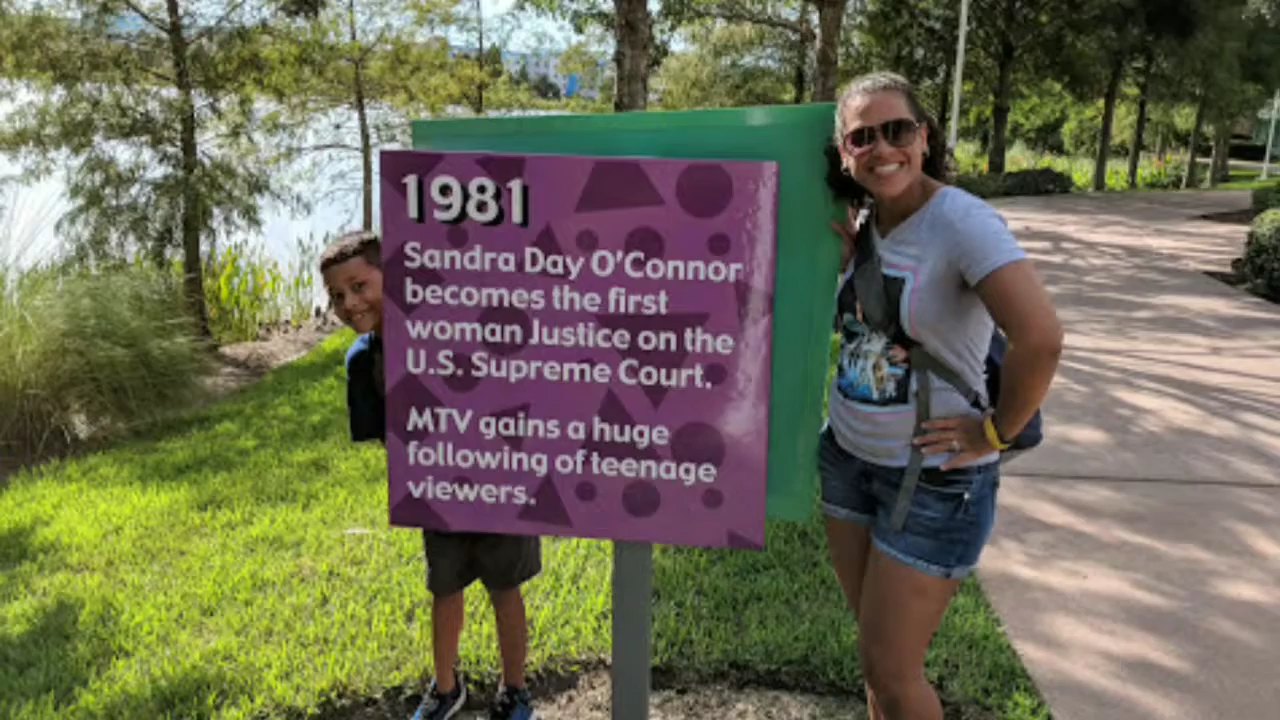 1981
Sandra Day O'Connor
becomes the first
woman Justice on the
U.S. Supreme Court.
MTV gains a huge
following of teenage
viewers.